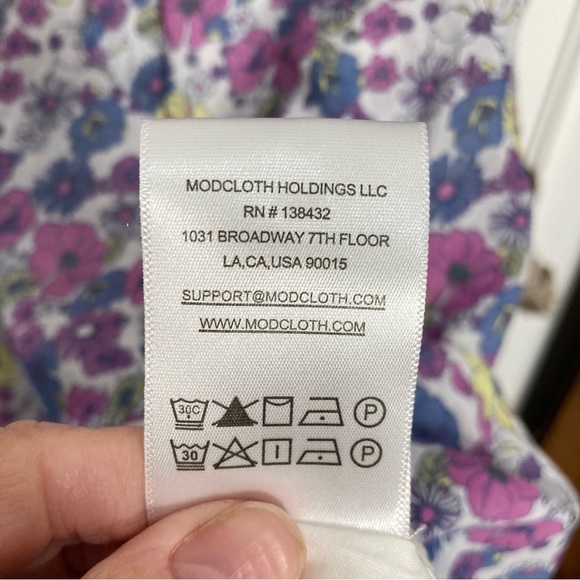 MODCLOTH HOLDINGS LLC
RN # 138432
1031 BROADWAY 7TH FLOOR
LA,CA,USA 90015
SUPPORT@MODCLOTH.COM
WWW.MODCLOTH.COM
30C P
30 P